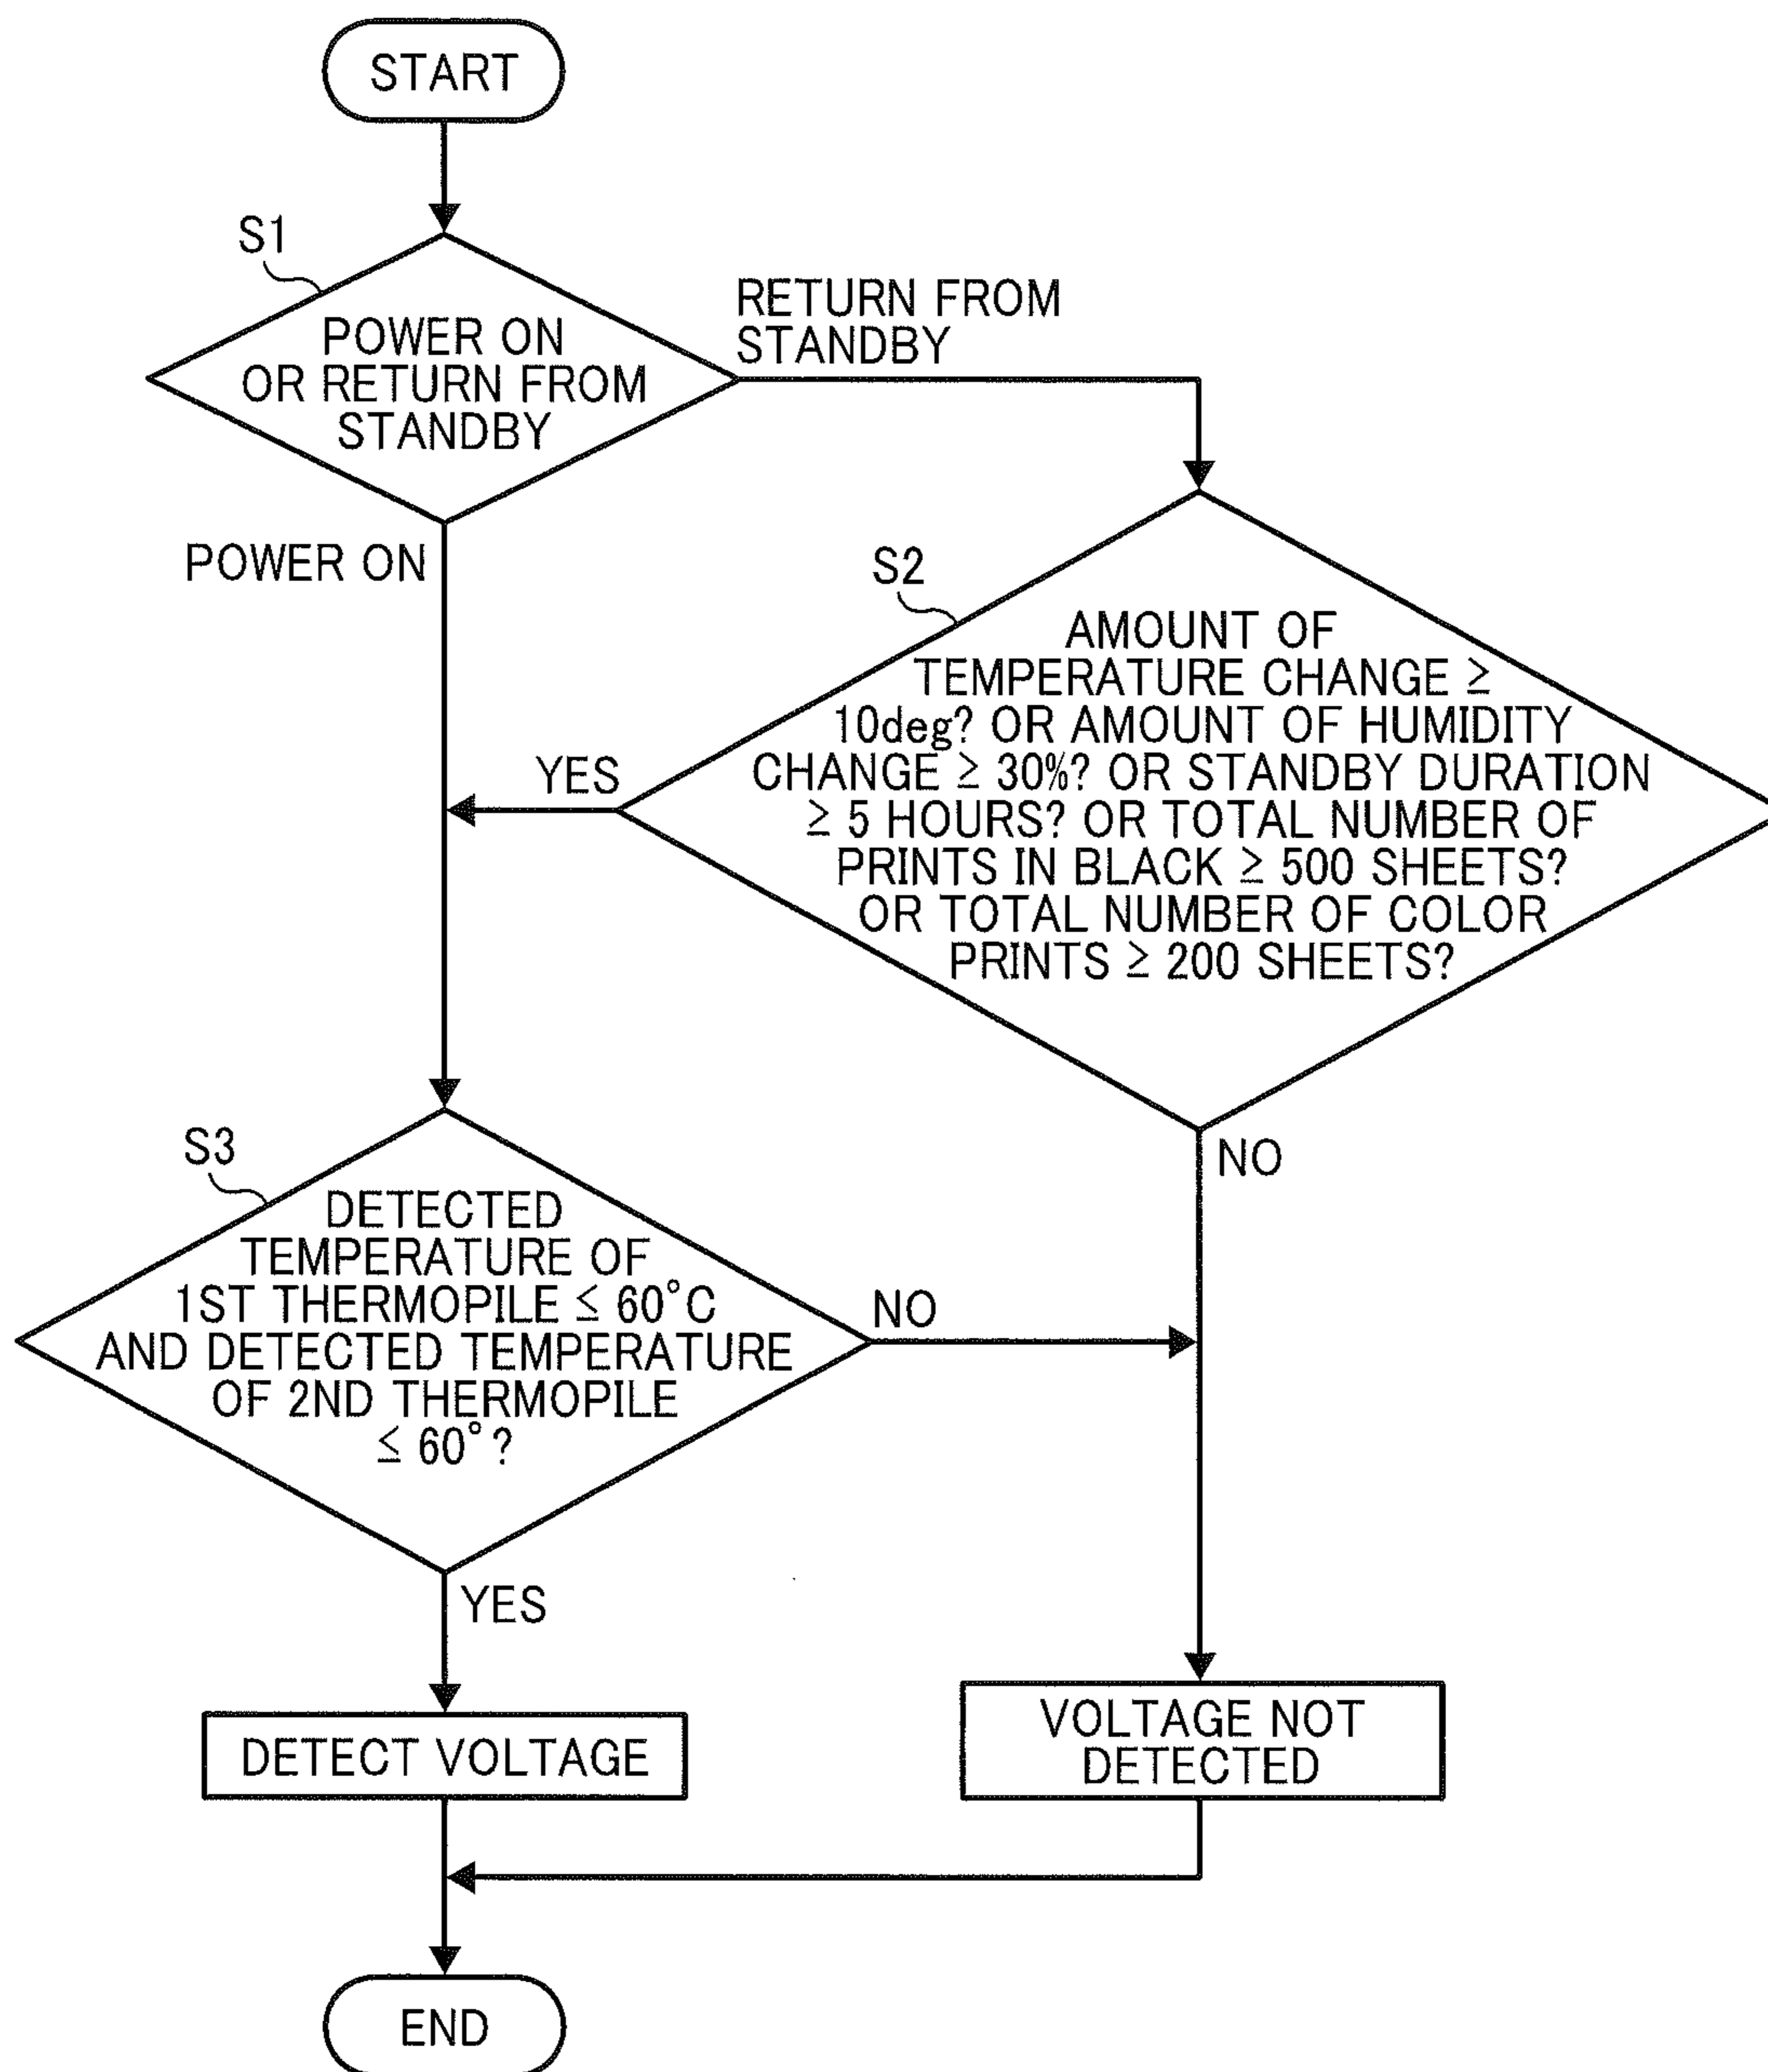 START
S1
POWER ON
OR RETURN FROM
STANDBY
RETURN FROM
STANDBY
POWER ON
S2
AMOUNT OF
TEMPERATURE CHANGE ≥
10deg? OR AMOUNT OF HUMIDITY
CHANGE ≥ 30%? OR STANDBY DURATION
≥ 5 HOURS? OR TOTAL NUMBER OF
PRINTS IN BLACK ≥ 500 SHEETS?
OR TOTAL NUMBER OF COLOR
PRINTS ≥ 200 SHEETS?
YES
NO
S3
DETECTED
TEMPERATURE OF
1ST THERMOPILE ≤ 60°C
AND DETECTED TEMPERATURE
OF 2ND THERMOPILE
≤ 60°?
NO
YES
DETECT VOLTAGE
VOLTAGE NOT
DETECTED
END